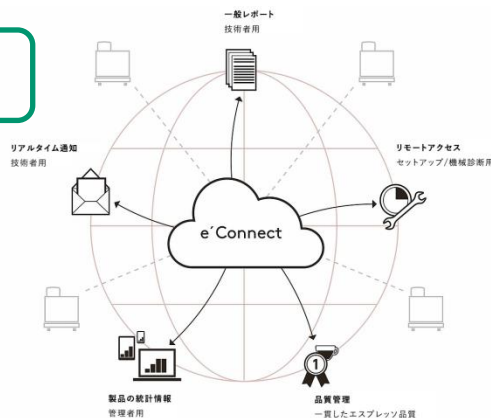 一般レポート
技術者用
リアルタイム通知
技術者用
リモートアクセス
セットアップ/機械診断用
e'Connect
製品の統計情報
管理者用
品質管理
一貫したエスプレッソ品質
1